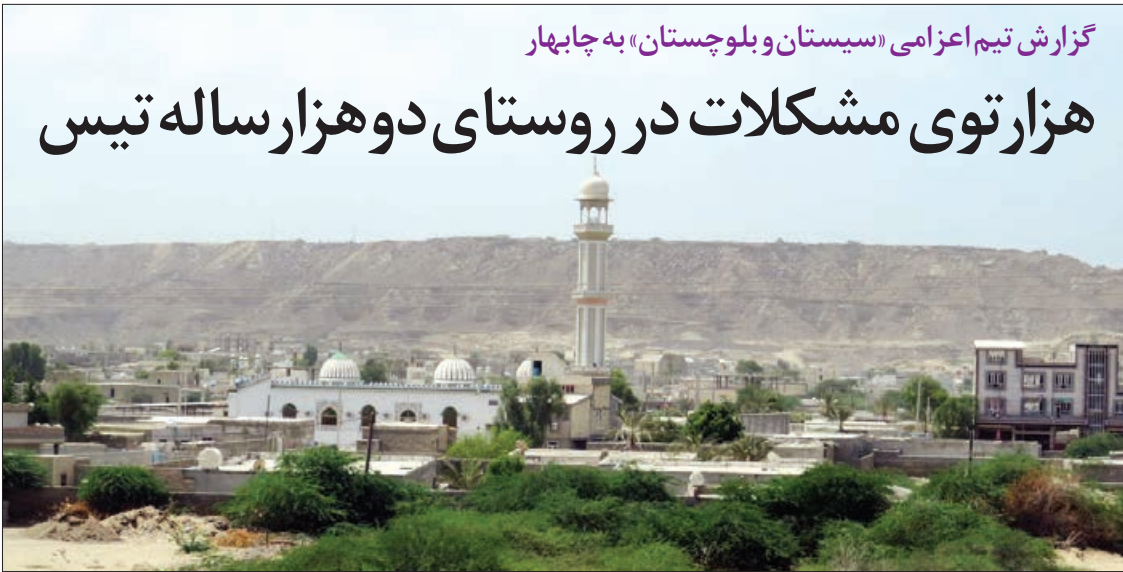 گزارش تیم اعزامی «سیستان و بلوچستان» به چابهار
هزارتوی مشکلات در روستای دوهزارساله تیس